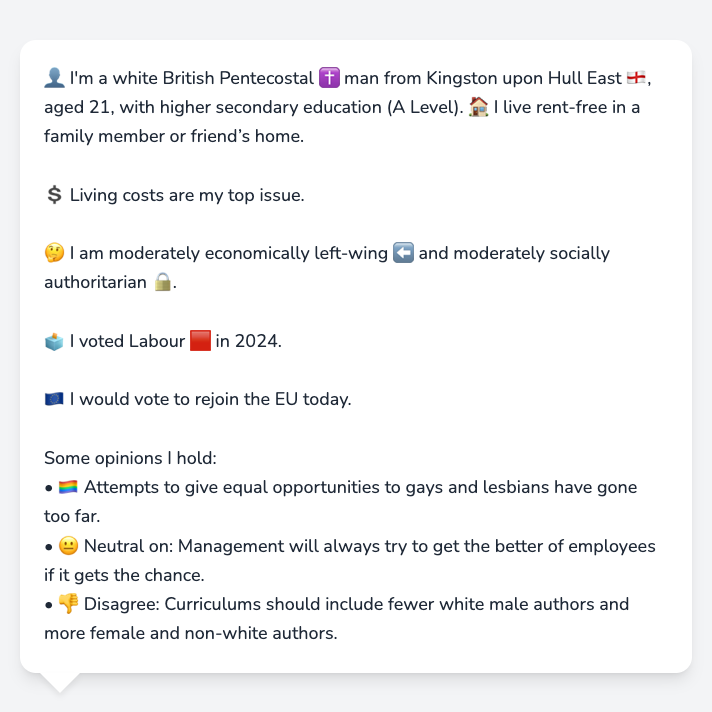 👤 I'm a white British Pentecostal ✝️ man from Kingston upon Hull East 🏴󠁧󠁢󠁥󠁮󠁧󠁿,
aged 21, with higher secondary education (A Level). 🏠 I live rent-free in a
family member or friend’s home.
💲 Living costs are my top issue.
🤔 I am moderately economically left-wing ⬅️ and moderately socially
authoritarian 🔒.
🗳️ I voted Labour 🟥 in 2024.
🇪🇺 I would vote to rejoin the EU today.
Some opinions I hold:
• 🏳️‍🌈 Attempts to give equal opportunities to gays and lesbians have gone
too far.
• 😐 Neutral on: Management will always try to get the better of employees
if it gets the chance.
• 👎 Disagree: Curriculums should include fewer white male authors and
more female and non-white authors.